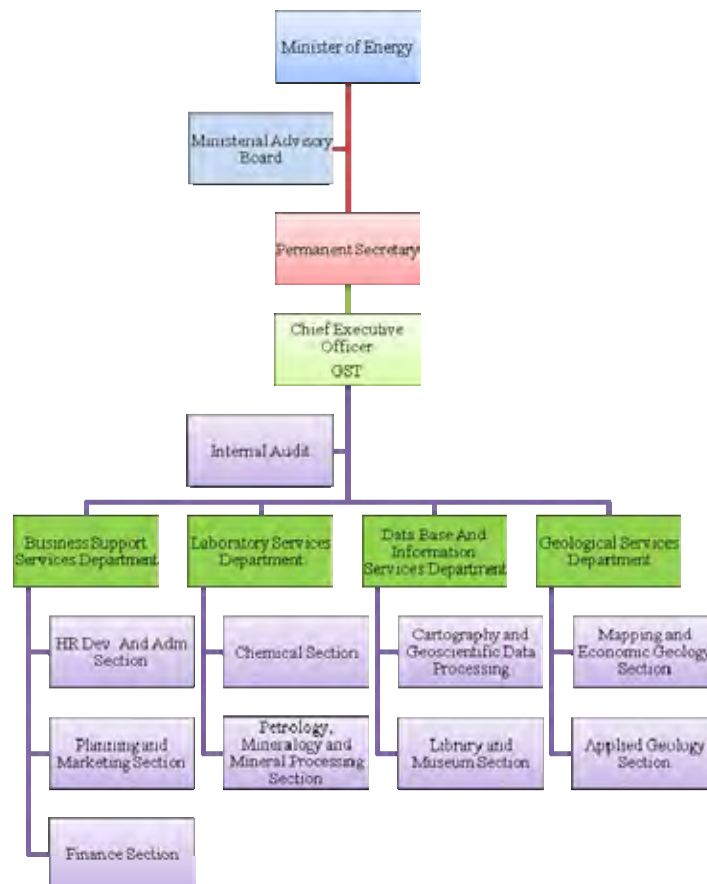 Minister of Energy
Ministerial Advisory
Board
Permanent Secretary
Chief Executive
Officer
GST
Internal Audit
Business Support
Services Department
Laboratory Services
Department
Data Base And
Information
Services Department
Geological Services
Department
HR Dev. And Adm
Section
Chemical Section
Cartography and
Geoscientific Data
Processing
Mapping and
Economic Geology
Section
Planning and
Marketing Section
Petrology,
Mineralogy and
Mineral Processing
Section
Library and
Museum Section
Applied Geology
Section
Finance Section